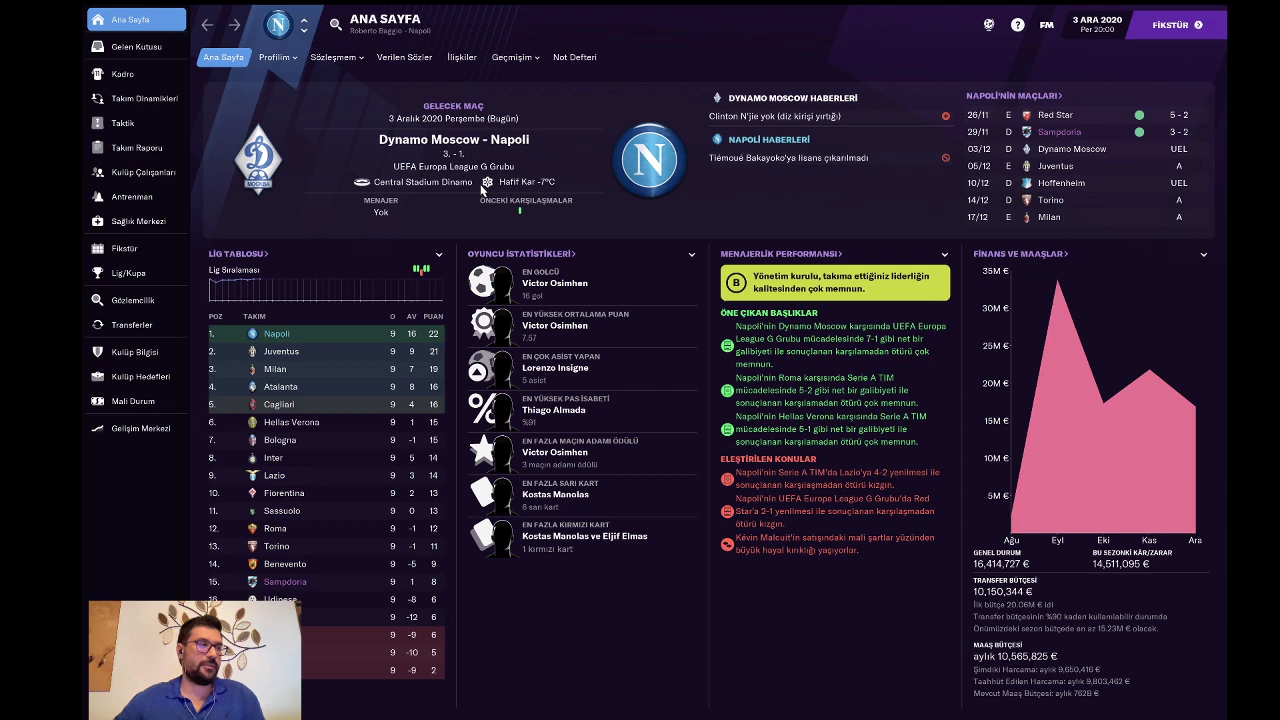 Ana Sayfa
Gelen Kutusu
Kadro
Takım Dinamikleri
Taktik
Takım Raporu
Kulüp Çalışanları
Antrenman
Sağlık Merkezi
Fikstür
Lig/Kupa
Gözlemcilik
Transferler
Kulüp Bilgisi
Kulüp Hedefleri
Mali Durum
Gelişim Merkezi
ANA SAYFA
Roberto Baggio - Napoli
FM
3 ARA 2020
Per 20:00
FİKSTÜR
Ana Sayfa
Profilim
Sözleşmem
Verilen Sözler
İlişkiler
Geçmişim
Not Defteri
GELECEK MAÇ
3 Aralık 2020 Perşembe (Bugün)
Dynamo Moscow - Napoli
3. - 1.
UEFA Europa League G Grubu
Central Stadium Dinamo
Hafif Kar -7°C
MENAJER
Yok
ÖNCEKİ KARŞILAŞMALAR
МОСКВА
DYNAMO MOSCOW HABERLERİ
Clinton N'jie yok (diz kirişi yırtığı)
NAPOLİ HABERLERİ
Tiémoué Bakayoko'ya lisans çıkarılmadı
NAPOLİ'NİN MAÇLARI
26/11 E Red Star 5 - 2
29/11 D Sampdoria 3 - 2
03/12 D Dynamo Moscow UEL
05/12 E Juventus A
10/12 D Hoffenheim UEL
14/12 D Torino A
17/12 E Milan A
LİG TABLOSU
Lig Sıralaması
POZ TAKIM O AV PUAN
1. Napoli 9 16 22
2. Juventus 9 9 21
3. Milan 9 7 19
4. Atalanta 9 8 16
5. Cagliari 9 4 16
6. Hellas Verona 9 1 15
7. Bologna 9 -1 15
8. Inter 9 5 14
9. Lazio 9 3 14
10. Fiorentina 9 2 13
11. Sassuolo 9 0 13
12. Roma 9 -1 12
13. Torino 9 -1 11
14. Benevento 9 -5 9
15. Sampdoria 9 1 8
16. Udinese 9 -8 6
9 -12 6
9 -9 6
9 -10 5
9 -9 2
OYUNCU İSTATİSTİKLERİ
EN GOLCÜ
Victor Osimhen
16 gol
EN YÜKSEK ORTALAMA PUAN
Victor Osimhen
7.57
EN ÇOK ASİST YAPAN
Lorenzo Insigne
5 asist
EN YÜKSEK PAS İSABETİ
Thiago Almada
%91
EN FAZLA MAÇIN ADAMI ÖDÜLÜ
Victor Osimhen
3 maçın adamı ödülü
EN FAZLA SARI KART
Kostas Manolas
5 sarı kart
EN FAZLA KIRMIZI KART
Kostas Manolas ve Eljif Elmas
1 kırmızı kart
MENAJERLİK PERFORMANSI
B
Yönetim kurulu, takıma ettiğiniz liderliğin
kalitesinden çok memnun.
ÖNE ÇIKAN BAŞLIKLAR
Napoli'nin Dynamo Moscow karşısında UEFA Europa
League G Grubu mücadelesinde 7-1 gibi net bir
galibiyeti ile sonuçlanan karşılamadan ötürü çok
memnun.
Napoli'nin Roma karşısında Serie A TIM
mücadelesinde 5-2 gibi net bir galibiyeti ile
sonuçlanan karşılamadan ötürü çok memnun.
Napoli'nin Hellas Verona karşısında Serie A TIM
mücadelesinde 5-1 gibi net bir galibiyeti ile
sonuçlanan karşılamadan ötürü çok memnun.
ELEŞTİRİLEN KONULAR
Napoli'nin Serie A TIM'da Lazio'ya 4-2 yenilmesi ile
sonuçlanan karşılaşmadan ötürü kızgın.
Napoli'nin UEFA Europa League G Grubu'da Red
Star'a 2-1 yenilmesi ile sonuçlanan karşılaşmadan
ötürü kızgın.
Kévin Malcuit'in satışındaki mali şartlar yüzünden
büyük hayal kırıklığı yaşıyorlar.
FİNANS VE MAAŞLAR
35M €
30M €
25M €
20M €
15M €
10M €
5M €
Ağu Eyl Eki Kas Ara
GENEL DURUM
16,414,727 €
BU SEZONKİ KÂR/ZARAR
14,511,095 €
TRANSFER BÜTÇESİ
10,150,344 €
İlk bütçe 20.06M € idi
Transfer bütçesinin %90 kadarı kullanılabilir durumda
Önümüzdeki sezon bütçede en az 15.23M € olacak.
MAAŞ BÜTÇESİ
aylık 10,565,825 €
Şimdiki Harcama: aylık 9,650,416 €
Taahhüt Edilen Harcama: aylık 9,803,462 €
Mevcut Maaş Bütçesi: aylık 762B €